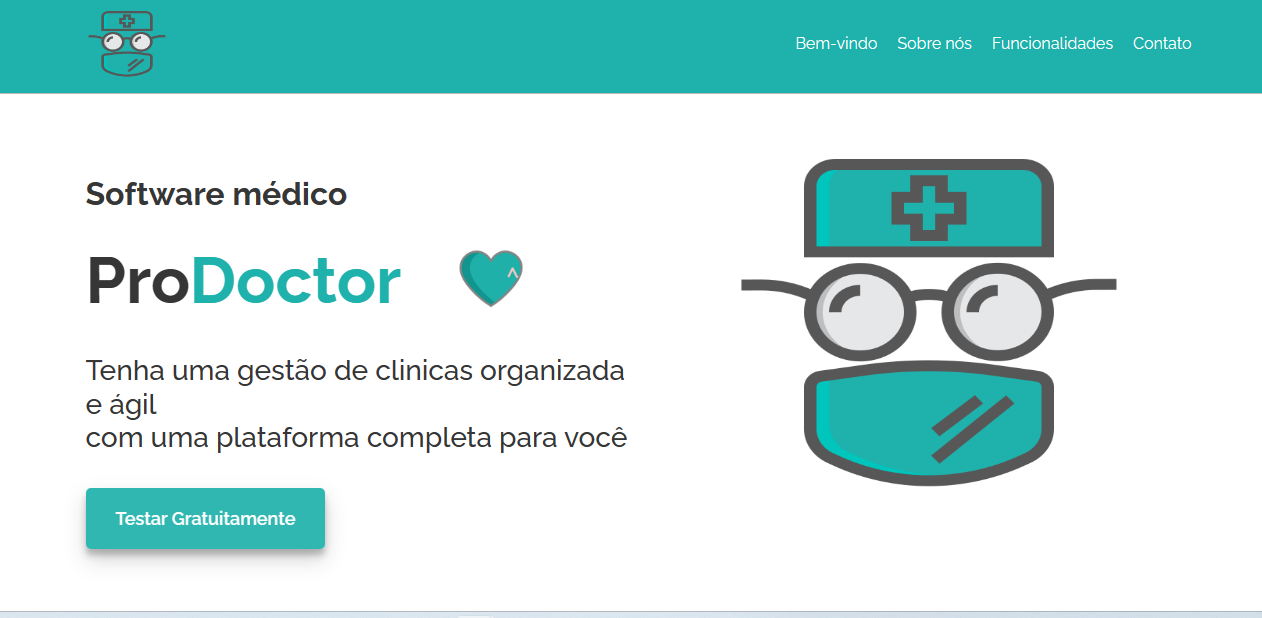 Bem-vindo Sobre nós Funcionalidades Contato
Software médico
ProDoctor
Tenha uma gestão de clinicas organizada
e ágil
com uma plataforma completa para você
Testar Gratuitamente